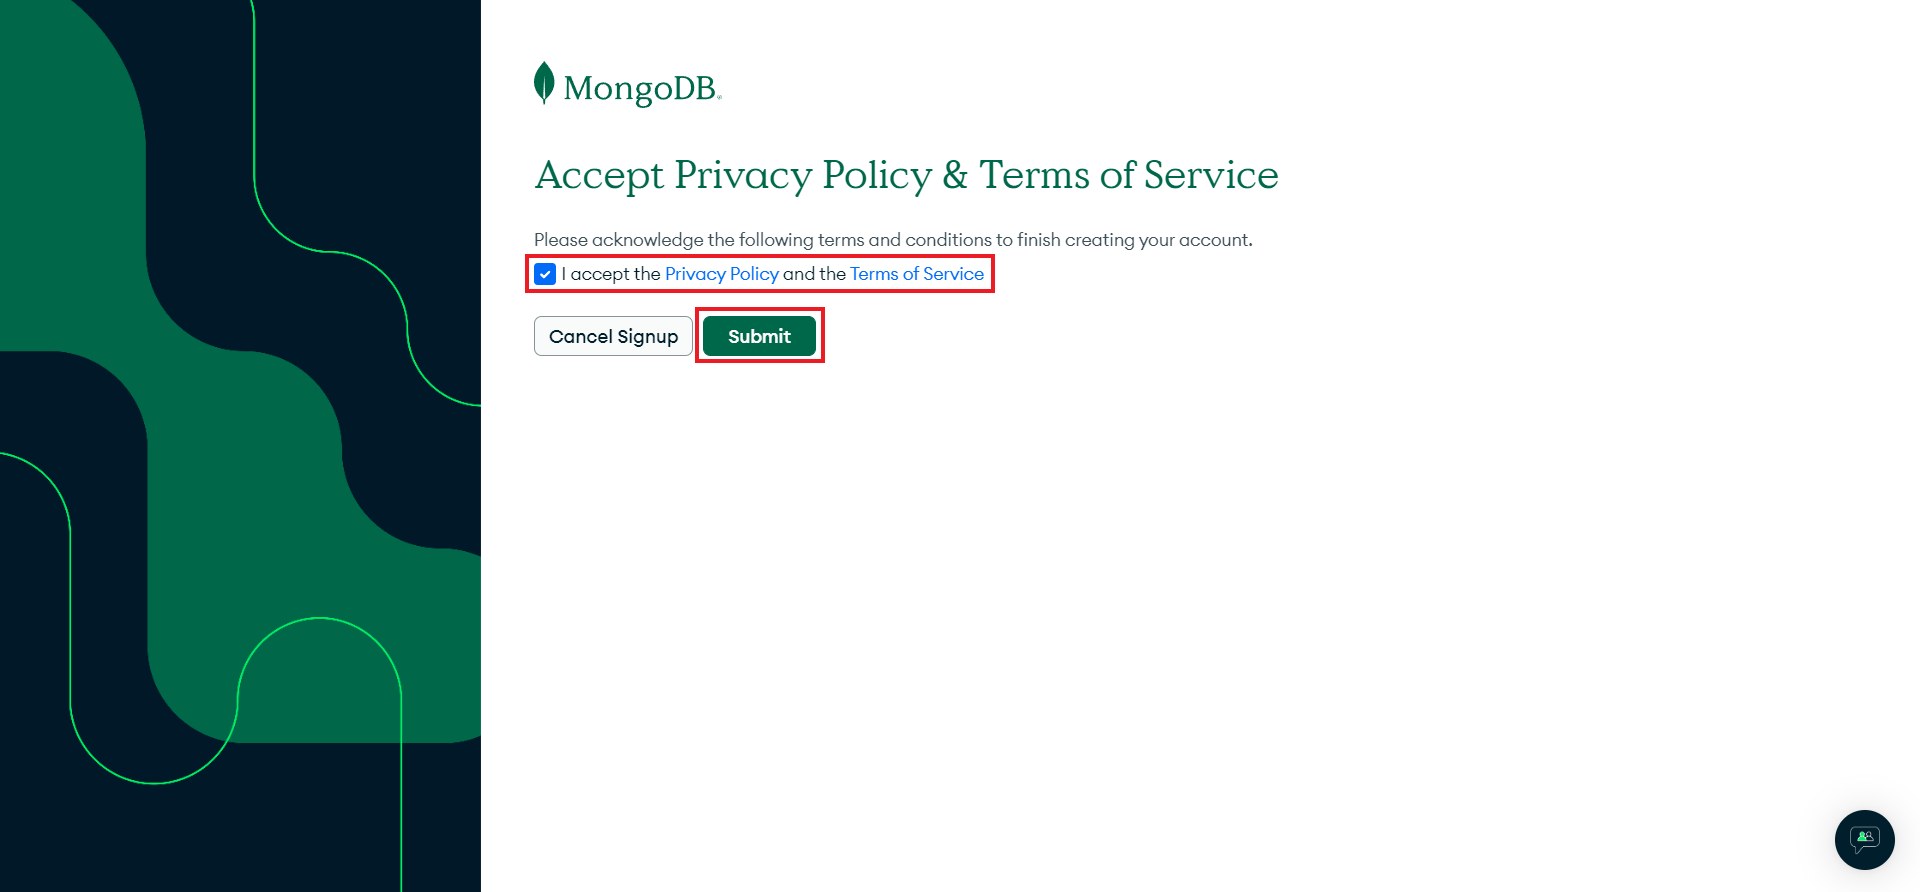 MongoDB®
Accept Privacy Policy & Terms of Service
Please acknowledge the following terms and conditions to finish creating your account.
I accept the Privacy Policy and the Terms of Service
Cancel Signup Submit